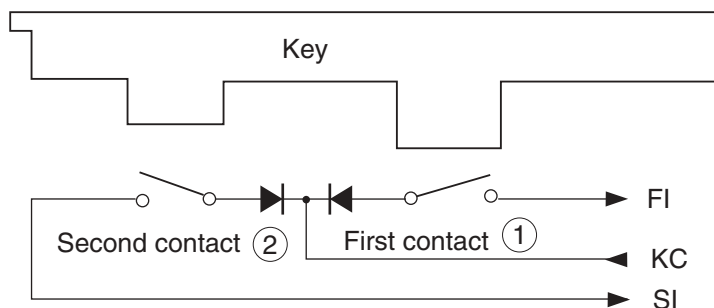 Key
FI
Second contact ②
First contact ①
KC
SI